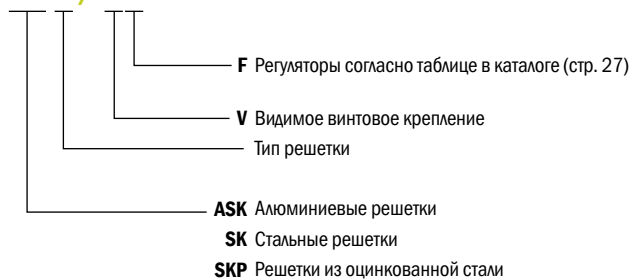 F Регуляторы согласно таблице в каталоге (стр. 27)
V Видимое винтовое крепление
Тип решетки
ASK Алюминиевые решетки
SK Стальные решетки
SKP Решетки из оцинкованной стали